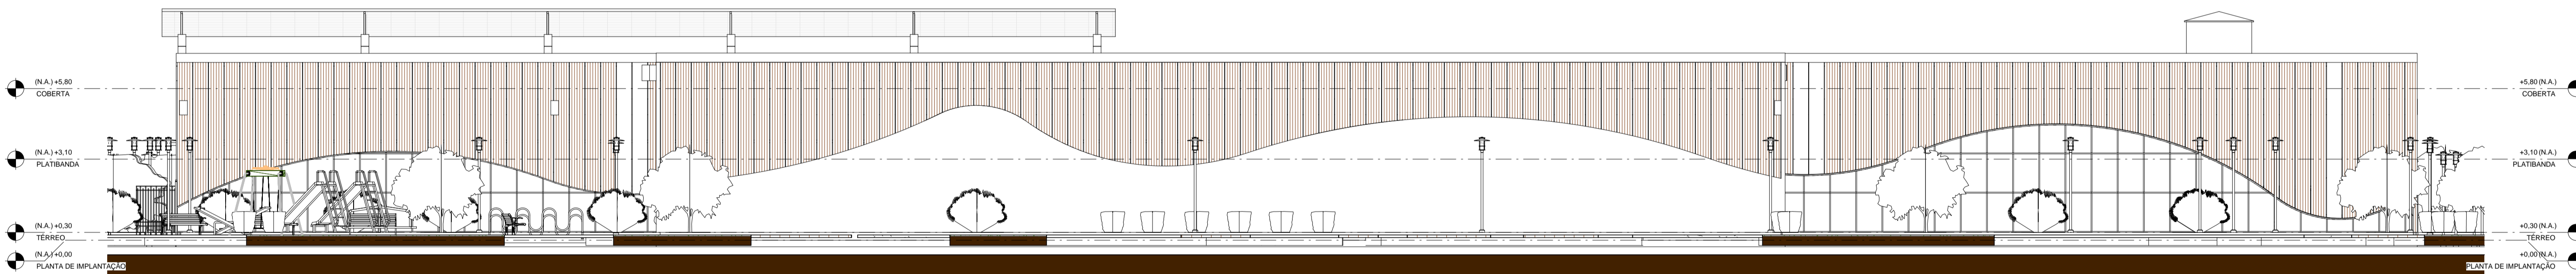 (N.A.) +5,80
COBERTA
(N.A.) +3,10
PLATIBANDA
(N.A.) +0,30
TÉRREO
(N.A.) +0,00
PLANTA DE IMPLANTAÇÃO
+5,80 (N.A.)
COBERTA
+3,10 (N.A.)
PLATIBANDA
+0,30 (N.A.)
TÉRREO
+0,00 (N.A.)
PLANTA DE IMPLANTAÇÃO